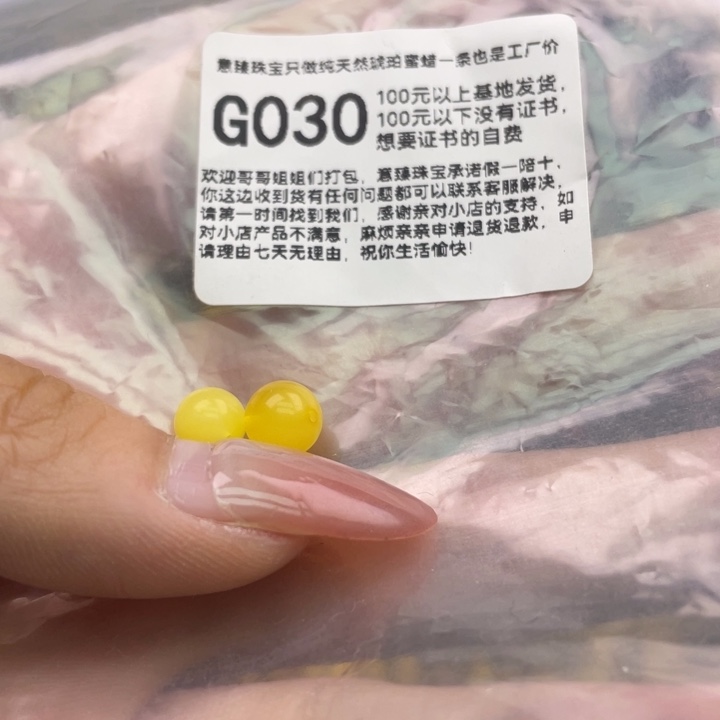 意臻珠宝只做纯天然琥珀蜜蜡一条也是工厂价
G030
100元以上基地发货,
100元以下没有证书,
想要证书的自费
欢迎哥哥姐姐们打包, 意臻珠宝承诺假一陪十,
你这边收到货有任何问题都可以联系客服解决,
请第一时间找到我们, 感谢亲对小店的支持, 如
对小店产品不满意, 麻烦亲亲申请退货退款, 申
请理由七天无理由, 祝你生活愉快!